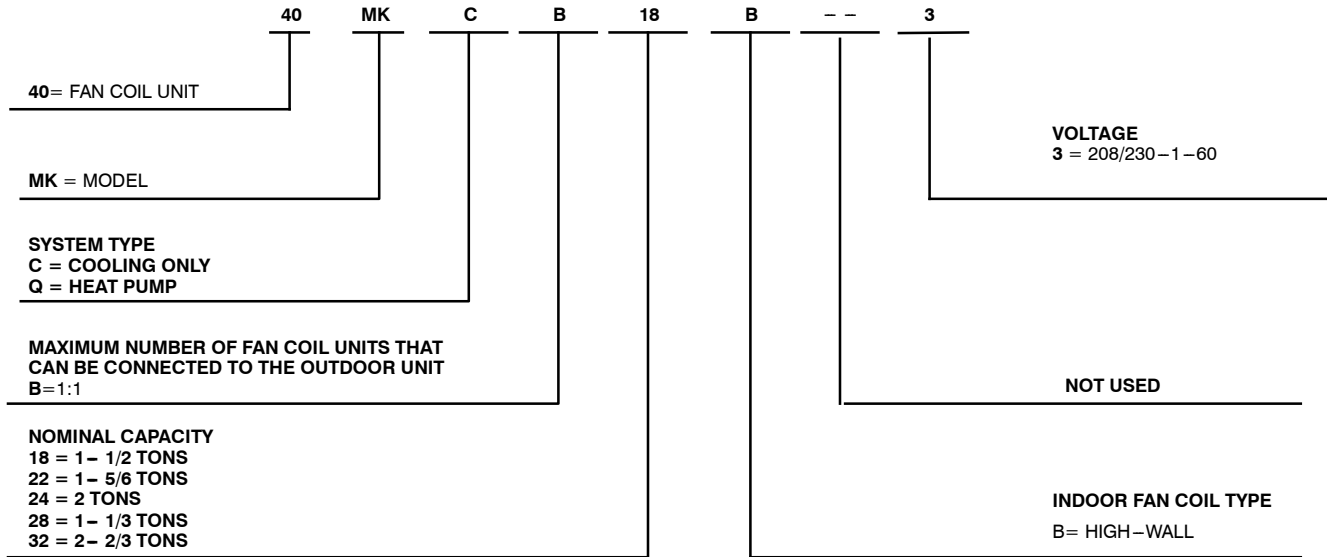 40 MK C B 18 B – – 3
40= FAN COIL UNIT
VOLTAGE
3 = 208/230–1–60
MK = MODEL
SYSTEM TYPE
C = COOLING ONLY
Q = HEAT PUMP
MAXIMUM NUMBER OF FAN COIL UNITS THAT
CAN BE CONNECTED TO THE OUTDOOR UNIT
B=1:1
NOT USED
NOMINAL CAPACITY
18 = 1– 1/2 TONS
22 = 1– 5/6 TONS
24 = 2 TONS
28 = 1– 1/3 TONS
32 = 2– 2/3 TONS
INDOOR FAN COIL TYPE
B= HIGH–WALL